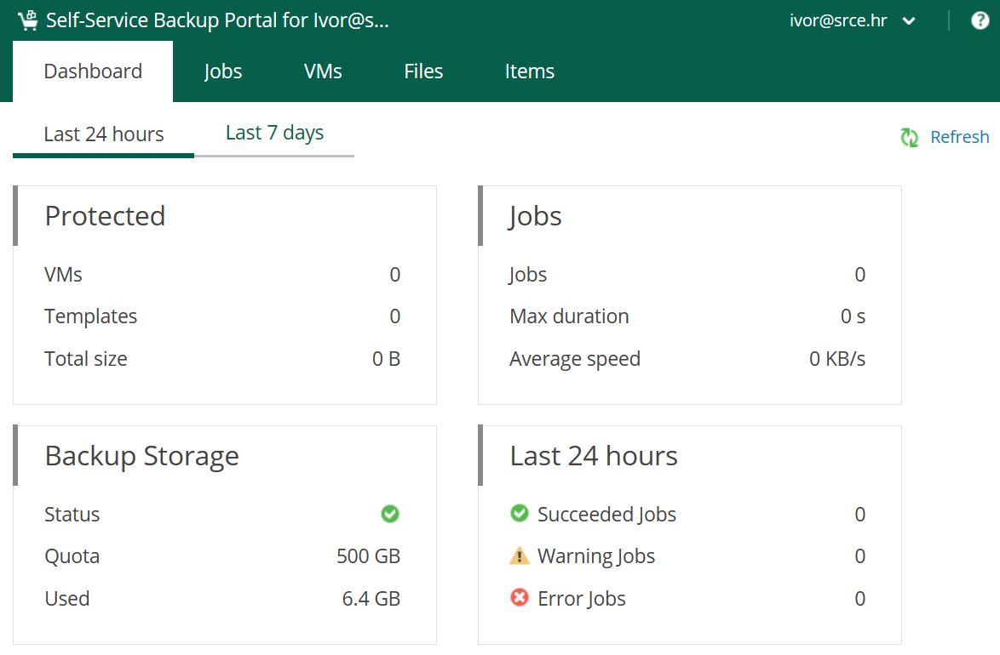 Self-Service Backup Portal for Ivor@s...
ivor@srce.hr
Dashboard Jobs VMs Files Items
Last 24 hours Last 7 days
Refresh
Protected
VMs 0
Templates 0
Total size 0 B
Jobs
Jobs 0
Max duration 0 s
Average speed 0 KB/s
Backup Storage
Status
Quota 500 GB
Used 6.4 GB
Last 24 hours
Succeeded Jobs 0
Warning Jobs 0
Error Jobs 0